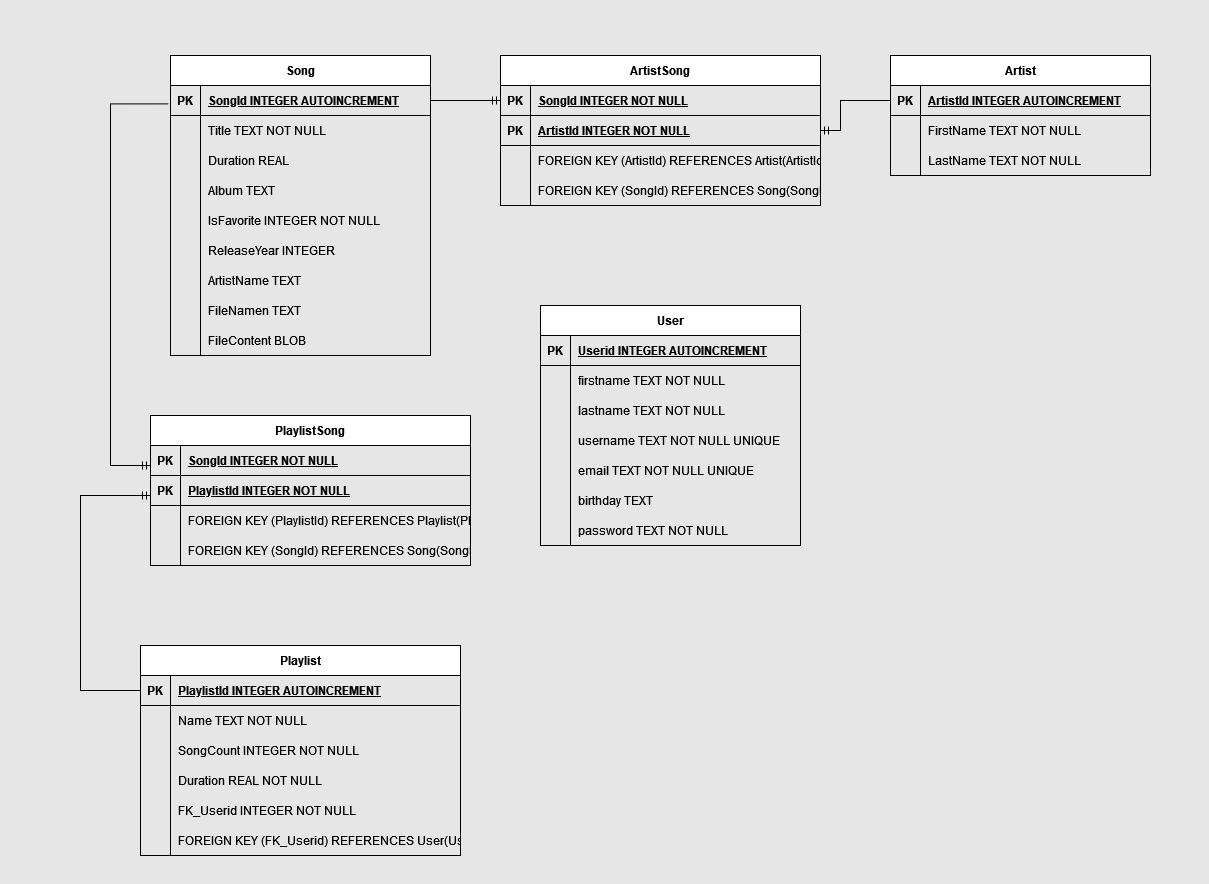 Song
PK SongId INTEGER AUTOINCREMENT
Title TEXT NOT NULL
Duration REAL
Album TEXT
IsFavorite INTEGER NOT NULL
ReleaseYear INTEGER
ArtistName TEXT
FileNamen TEXT
FileContent BLOB
ArtistSong
PK SongId INTEGER NOT NULL
PK ArtistId INTEGER NOT NULL
FOREIGN KEY (ArtistId) REFERENCES Artist(ArtistId
FOREIGN KEY (SongId) REFERENCES Song(Song
Artist
PK ArtistId INTEGER AUTOINCREMENT
FirstName TEXT NOT NULL
LastName TEXT NOT NULL
User
PK Userid INTEGER AUTOINCREMENT
firstname TEXT NOT NULL
lastname TEXT NOT NULL
username TEXT NOT NULL UNIQUE
email TEXT NOT NULL UNIQUE
birthday TEXT
password TEXT NOT NULL
PlaylistSong
PK SongId INTEGER NOT NULL
PK PlaylistId INTEGER NOT NULL
FOREIGN KEY (PlaylistId) REFERENCES Playlist(Pl
FOREIGN KEY (SongId) REFERENCES Song(Song
Playlist
PK PlaylistId INTEGER AUTOINCREMENT
Name TEXT NOT NULL
SongCount INTEGER NOT NULL
Duration REAL NOT NULL
FK_Userid INTEGER NOT NULL
FOREIGN KEY (FK_Userid) REFERENCES User(Us